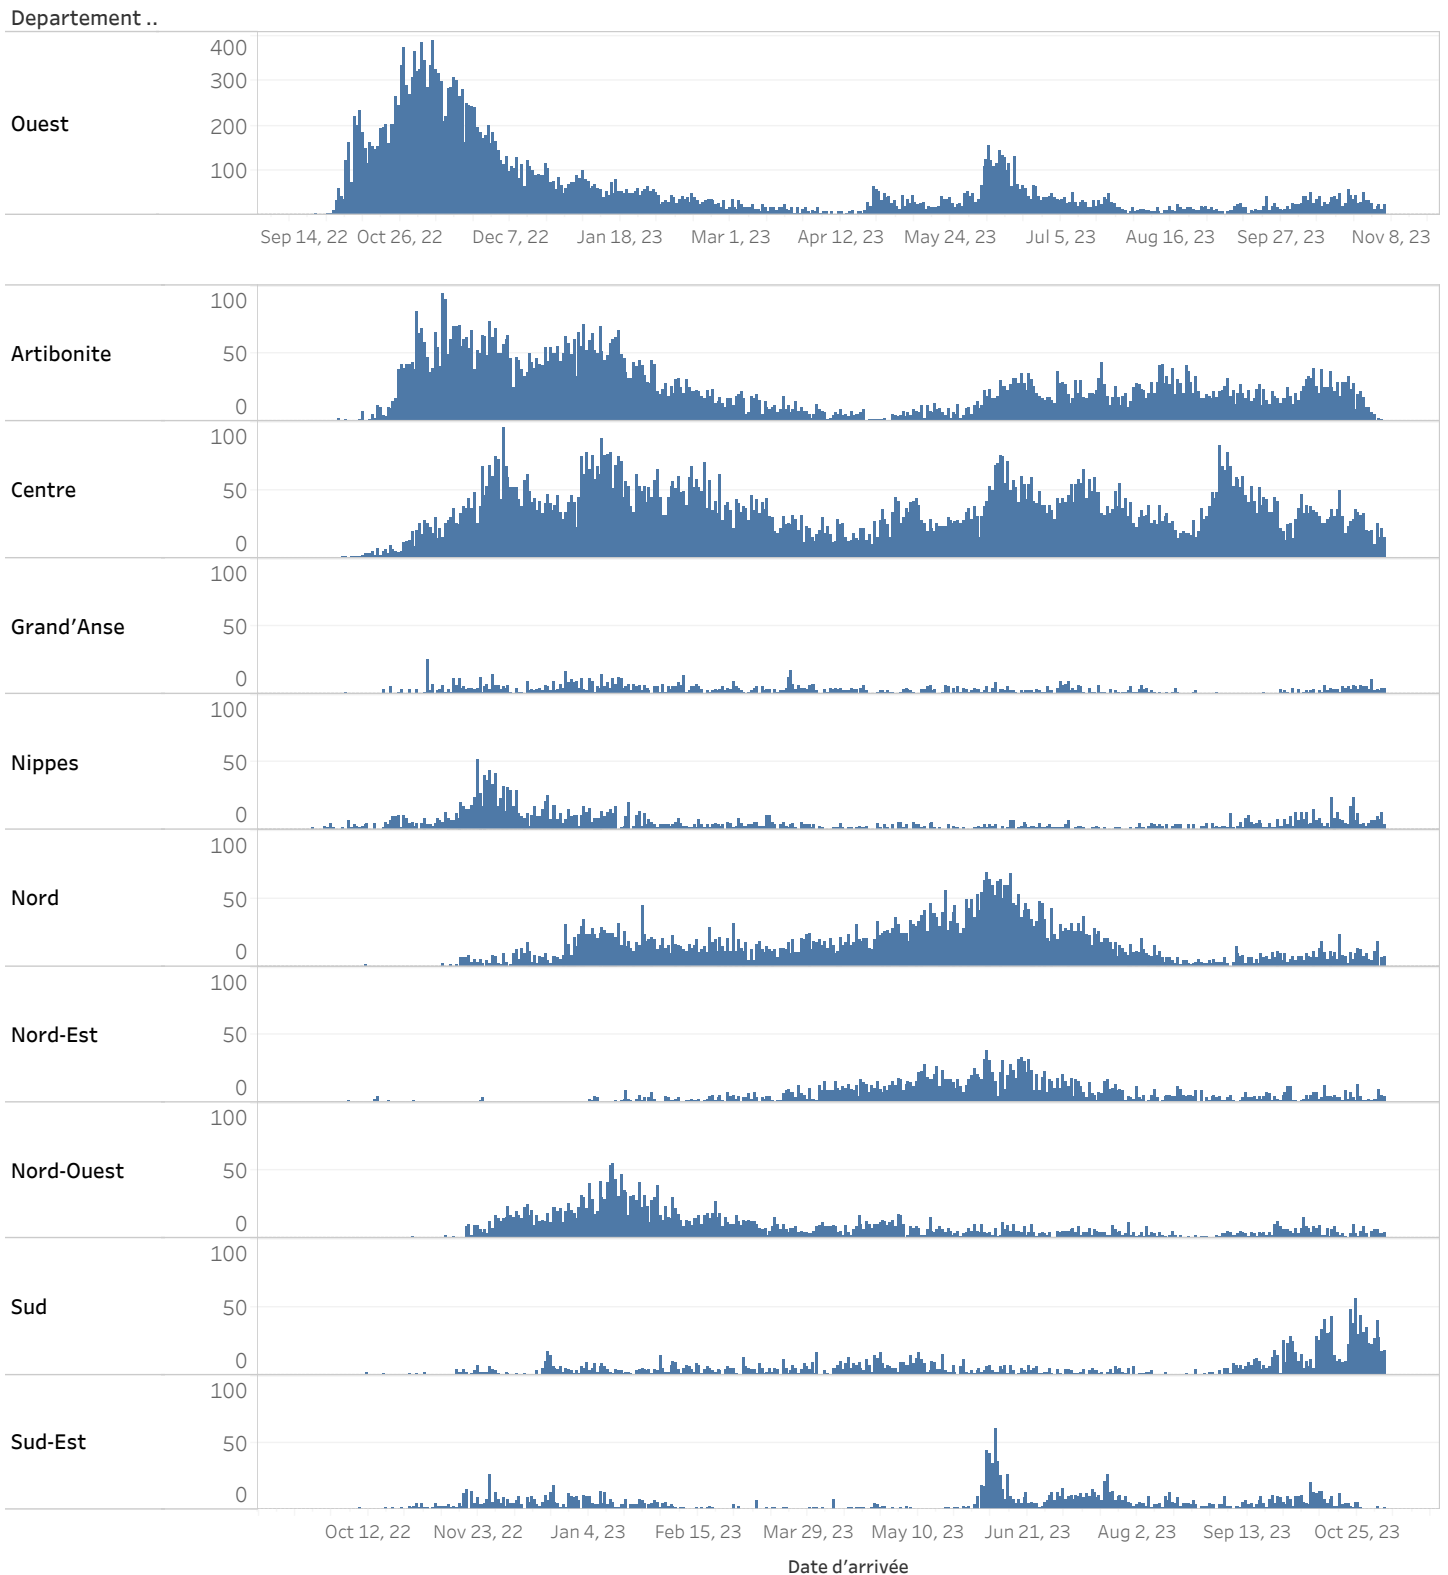 Departement ..
400
300
Ouest
200
100
Sep 14, 22 Oct 26, 22 Dec 7, 22 Jan 18, 23 Mar 1, 23 Apr 12, 23 May 24, 23 Jul 5, 23 Aug 16, 23 Sep 27, 23 Nov 8, 23
100
Artibonite 50
0
100
Centre 50
0
100
Grand'Anse 50
0
100
Nippes 50
0
100
Nord 50
0
100
Nord-Est 50
0
100
Nord-Ouest 50
0
100
Sud 50
0
100
Sud-Est 50
0
Oct 12, 22 Nov 23, 22 Jan 4, 23 Feb 15, 23 Mar 29, 23 May 10, 23 Jun 21, 23 Aug 2, 23 Sep 13, 23 Oct 25, 23
Date d'arrivée